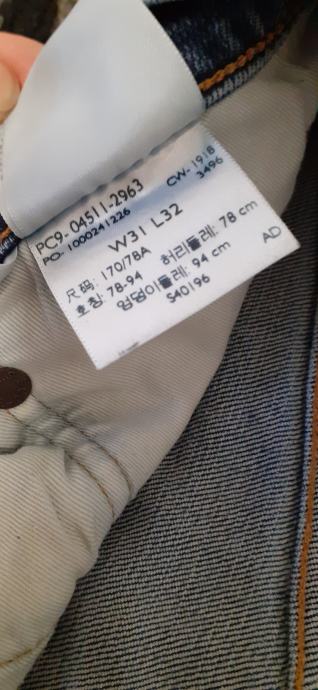 PC9- 04511-2963 CW- 1918
PO- 1000241226 3496
W31 L32
尺码: 170/78A 허리둘레: 78 cm
호칭: 78-94 엉덩이둘레: 94 cm
S40196 AD